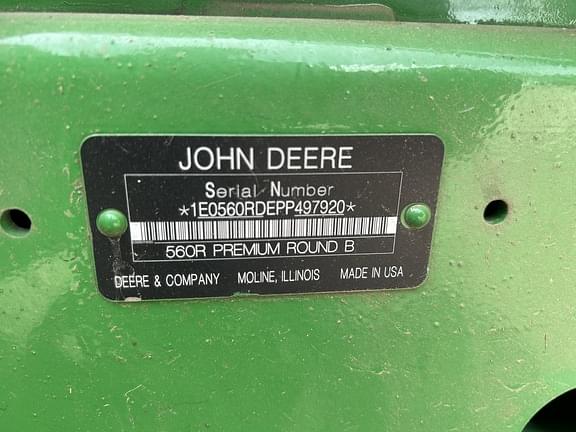 JOHN DEERE
Serial Number
*1E0560RDEPP497920*
560R PREMIUM ROUND B
DEERE & COMPANY MOLINE, ILLINOIS MADE IN USA